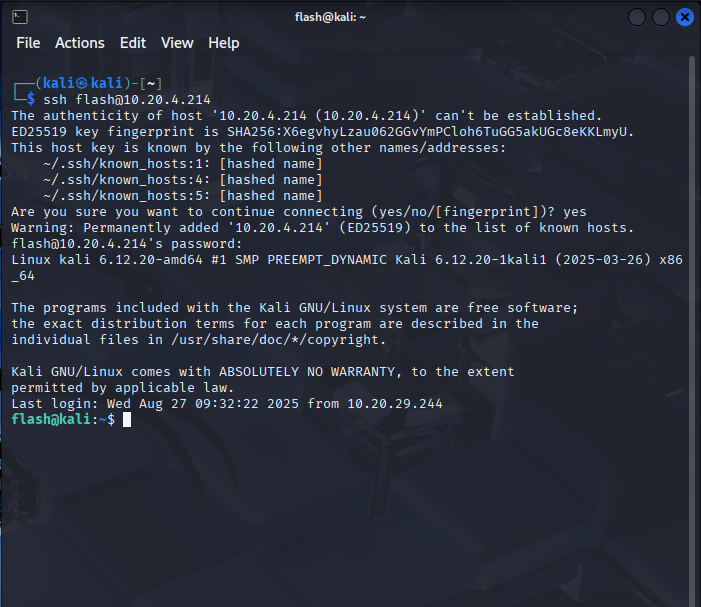 flash@kali: ~
File Actions Edit View Help
┌──(kali㉿kali)-[~]
└─$ ssh flash@10.20.4.214
The authenticity of host '10.20.4.214 (10.20.4.214)' can't be established.
ED25519 key fingerprint is SHA256:X6egvhyLzau062GGvYmPCloh6TuGG5akUGc8eKKLmyU.
This host key is known by the following other names/addresses:
    ~/.ssh/known_hosts:1: [hashed name]
    ~/.ssh/known_hosts:4: [hashed name]
    ~/.ssh/known_hosts:5: [hashed name]
Are you sure you want to continue connecting (yes/no/[fingerprint])? yes
Warning: Permanently added '10.20.4.214' (ED25519) to the list of known hosts.
flash@10.20.4.214's password:
Linux kali 6.12.20-amd64 #1 SMP PREEMPT_DYNAMIC Kali 6.12.20-1kali1 (2025-03-26) x86
_64
The programs included with the Kali GNU/Linux system are free software;
the exact distribution terms for each program are described in the
individual files in /usr/share/doc/*/copyright.
Kali GNU/Linux comes with ABSOLUTELY NO WARRANTY, to the extent
permitted by applicable law.
Last login: Wed Aug 27 09:32:22 2025 from 10.20.29.244
flash@kali:~$